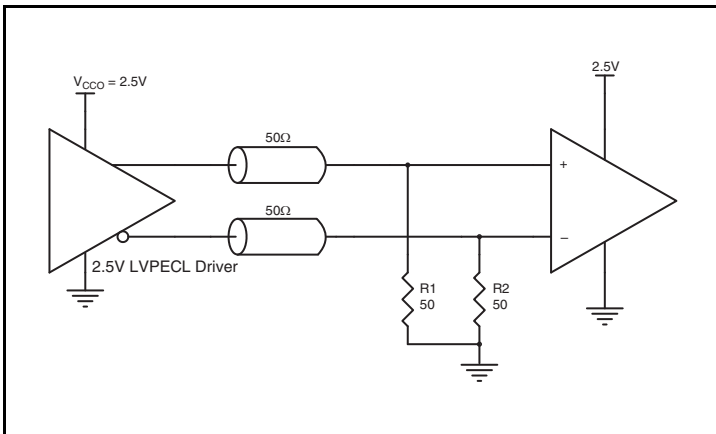 V_CCO = 2.5V
2.5V
50Ω
50Ω
+
−
2.5V LVPECL Driver
R1
50
R2
50